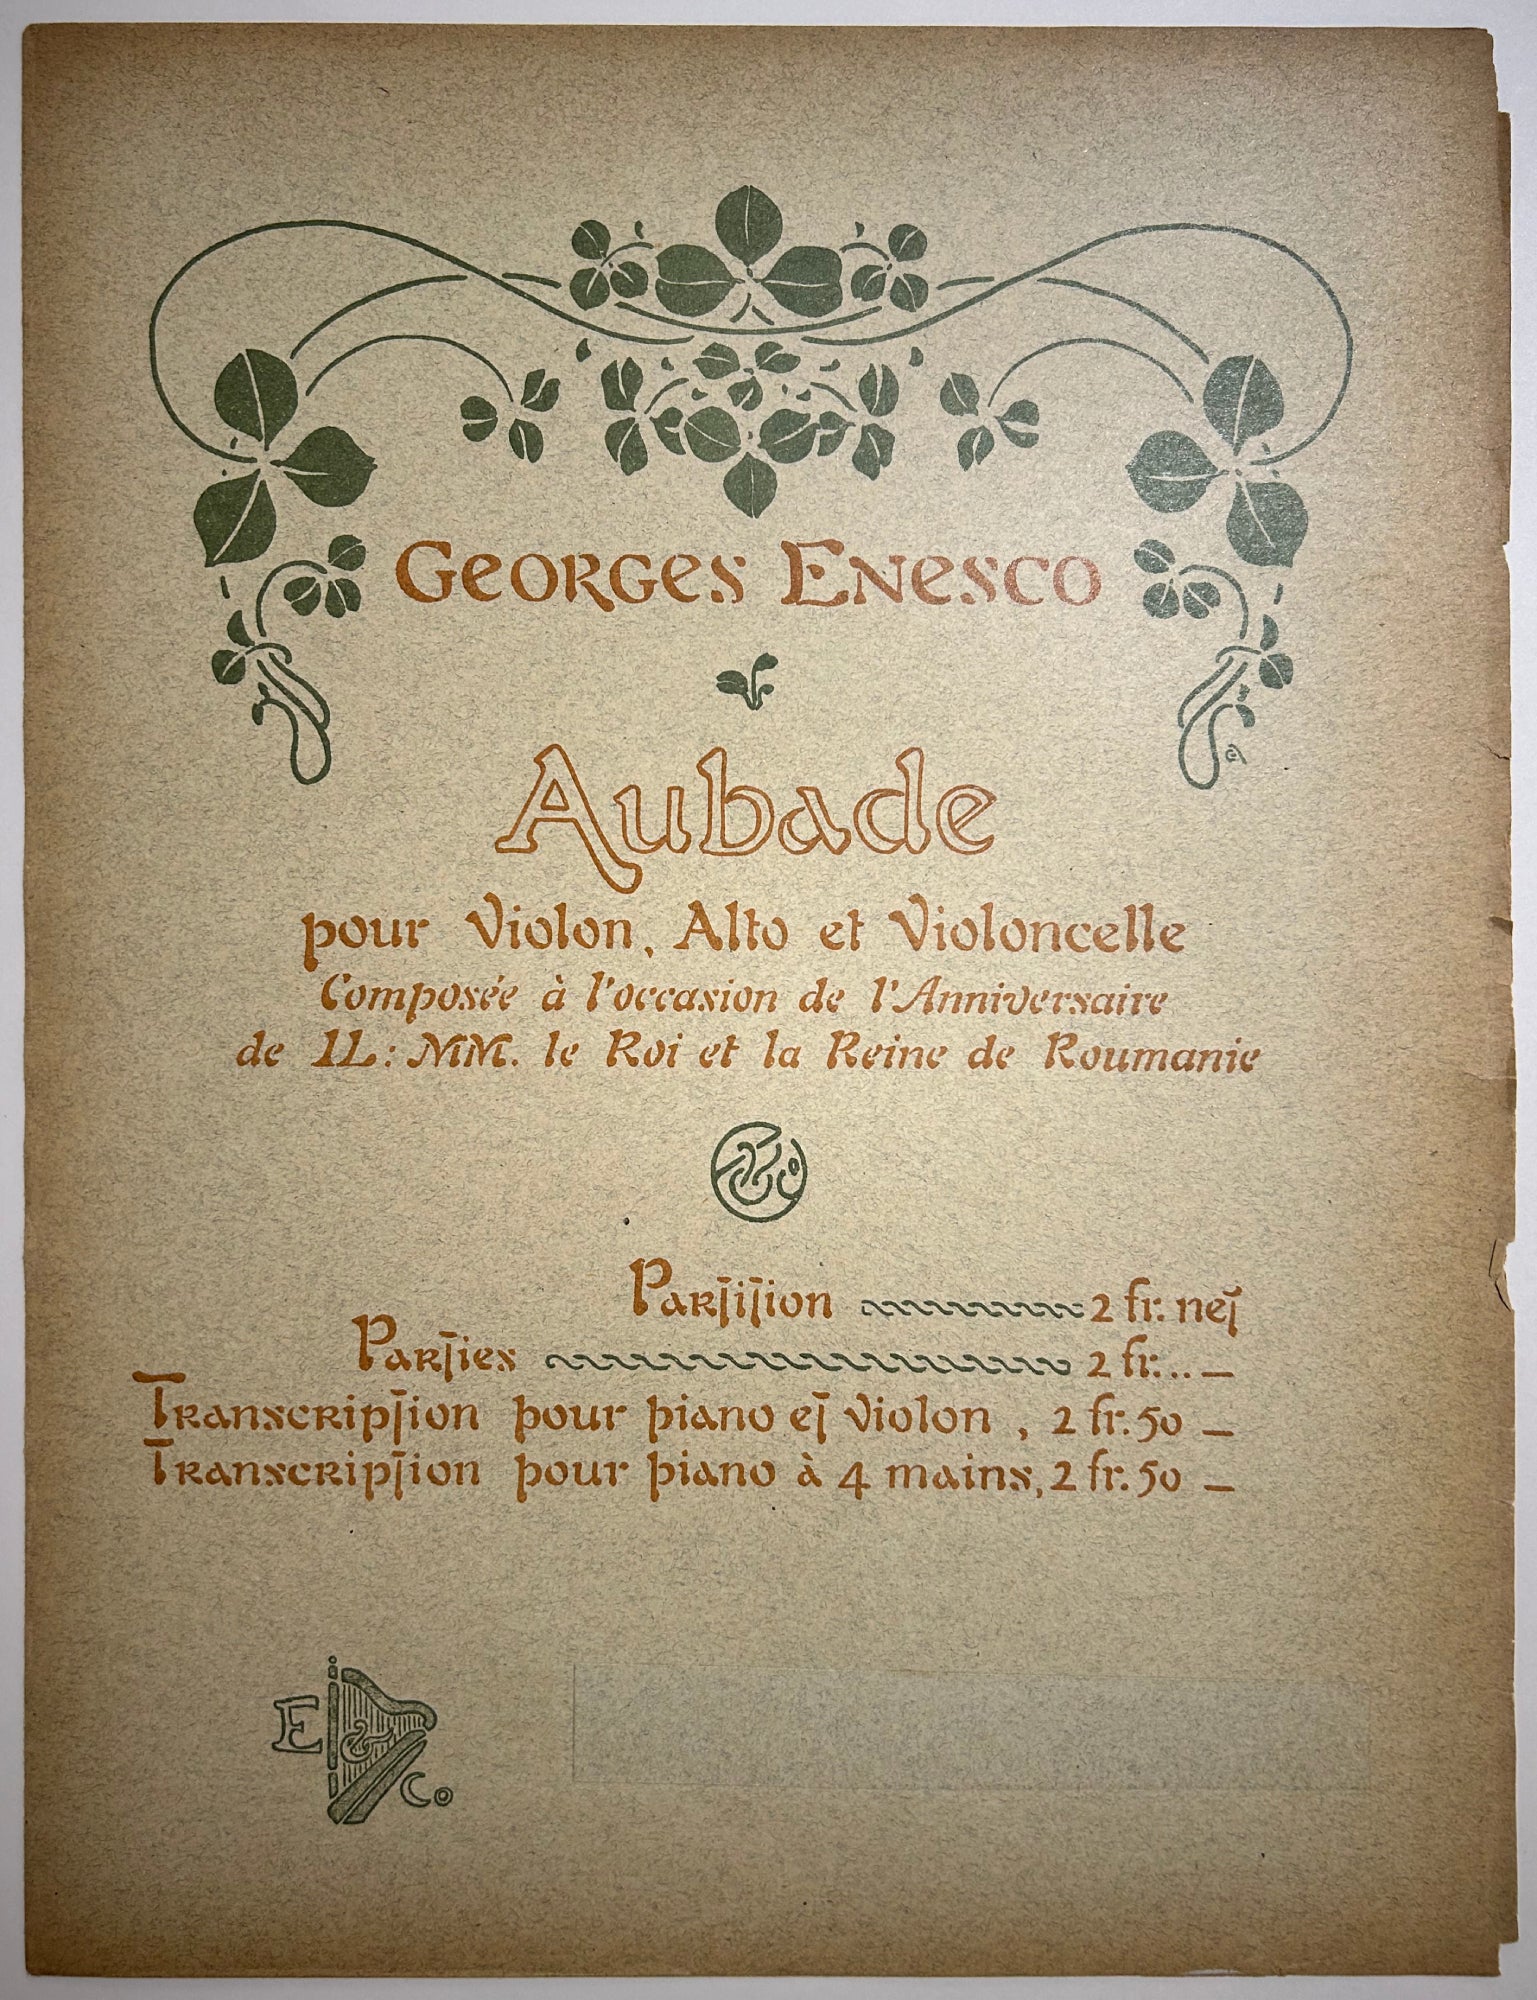 Georges Enesco
Aubade
pour Violon, Alto et Violoncelle
Composée à l'occasion de l'Anniversaire
de LL: MM. le Roi et la Reine de Roumanie
Partition 2 fr. net
Parties 2 fr... —
Transcription pour piano et violon, 2 fr. 50 —
Transcription pour piano à 4 mains, 2 fr. 50 —
E & Co